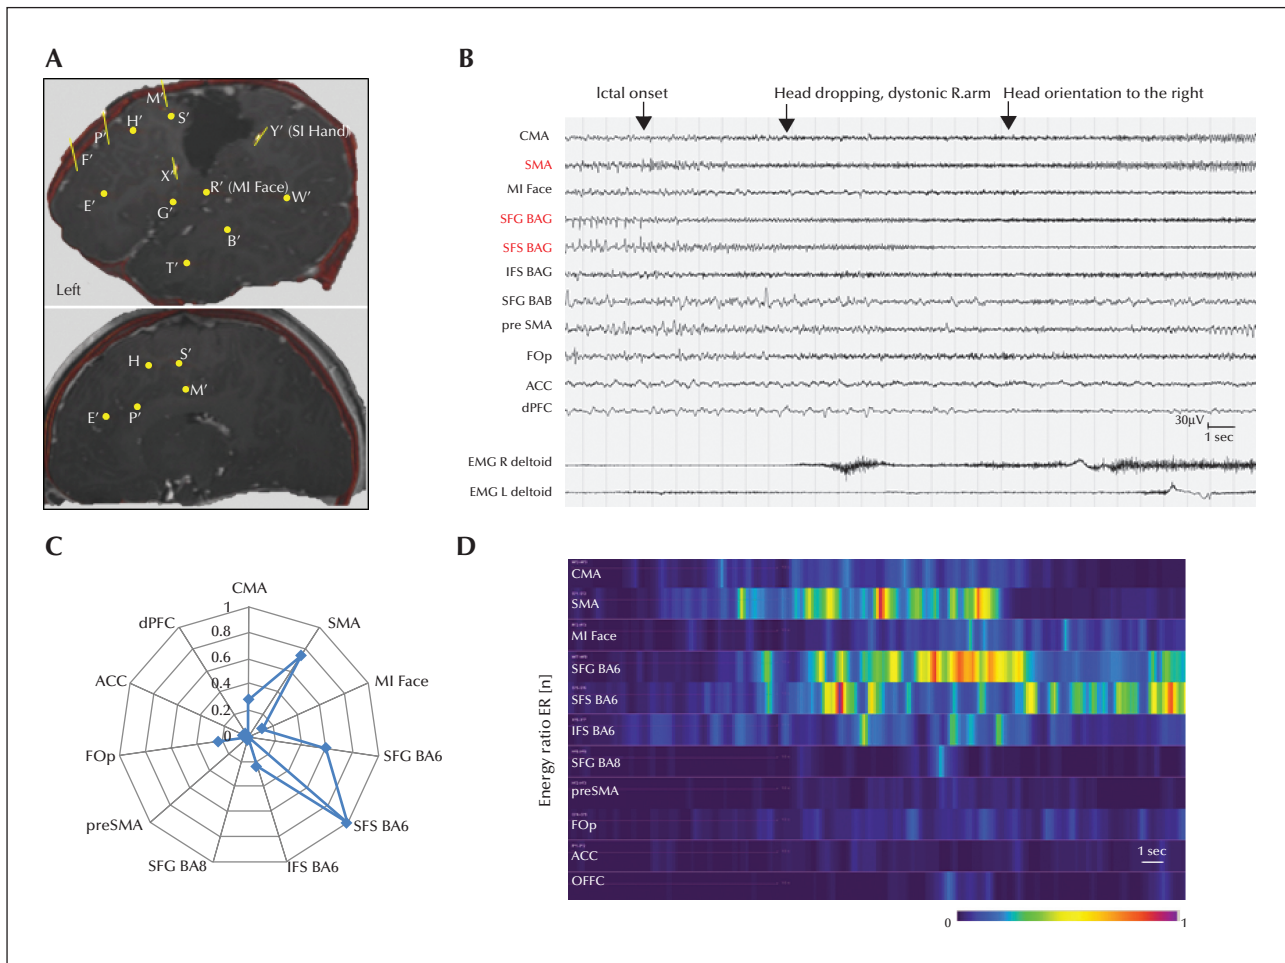 A
M'
S'
H'
P'
Y' (SI Hand)
F'
X'
R' (MI Face)
E'
G'
W'
B'
T'
Left
H
S'
M'
E'
P'
B
Ictal onset
Head dropping, dystonic R.arm
Head orientation to the right
CMA
SMA
MI Face
SFG BAG
SFS BAG
IFS BAG
SFG BAB
pre SMA
FOp
ACC
dPFC
30µV
1 sec
EMG R deltoid
EMG L deltoid
C
CMA
1
dPFC
SMA
0.8
0.6
ACC
MI Face
0.4
0.2
0
FOp
SFG BA6
preSMA
SFS BA6
SFG BA8
IFS BA6
D
Energy ratio ER [n]
CMA
SMA
MI Face
SFG BA6
SFS BA6
IFS BA6
SFG BA8
preSMA
FOp
ACC
1 sec
OFFC
0
1